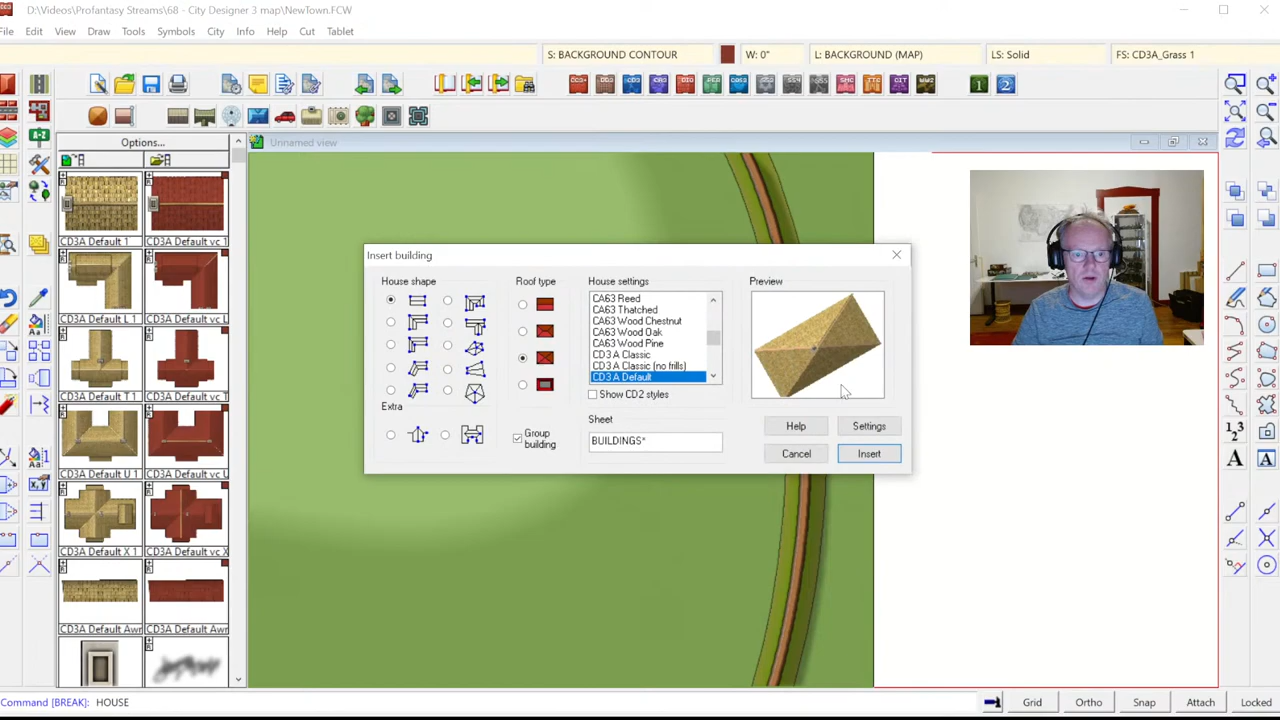 D:\Videos\Profantasy Streams\68 - City Designer 3 map\NewTown.FCW
File Edit View Draw Tools Symbols City Info Help Cut Tablet
S: BACKGROUND CONTOUR W: 0" L: BACKGROUND (MAP) LS: Solid FS: CD3A_Grass 1
Options...
Unnamed view
CD3A Default 1 CD3A Default vc 1
CD3A Default L 1 CD3A Default vc L
CD3A Default T 1 CD3A Default vc T
CD3A Default U 1 CD3A Default vc U
CD3A Default X 1 CD3A Default vc X
CD3A Default Awr CD3A Default Awr
Insert building
House shape Roof type House settings Preview
CA63 Reed
CA63 Thatched
CA63 Wood Chestnut
CA63 Wood Oak
CA63 Wood Pine
CD3 A Classic
CD3 A Classic (no frills)
CD3 A Default
Show CD2 styles
Extra
Group building
Sheet
BUILDINGS*
Help Settings
Cancel Insert
Command [BREAK]: HOUSE
Grid Ortho Snap Attach Locked